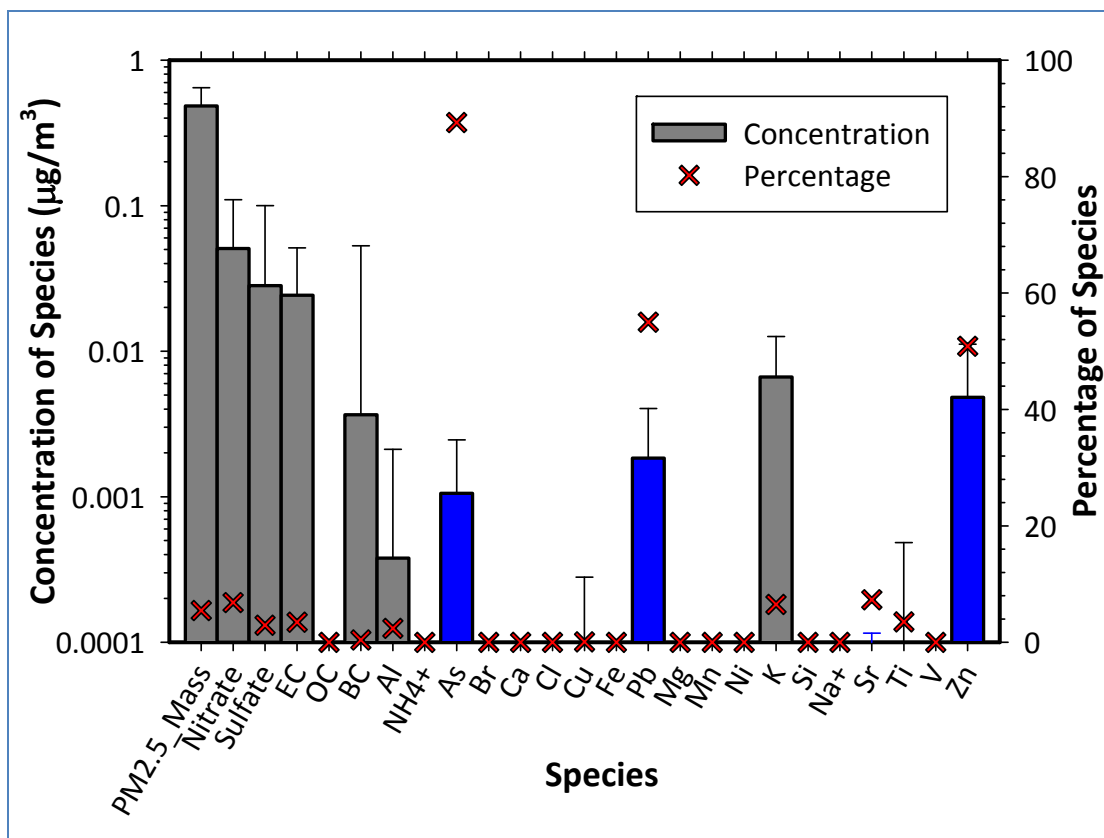 Concentration of Species (μg/m³)
1
0.1
0.01
0.001
0.0001
Concentration
Percentage
100
80
60
40
20
0
Percentage of Species
PM2.5_Mass
Nitrate
Sulfate
EC
OC
BC
Al
NH4+
As
Br
Ca
Cl
Cu
Fe
Pb
Mg
Mn
Ni
K
Si
Na+
Sr
Ti
V
Zn
Species